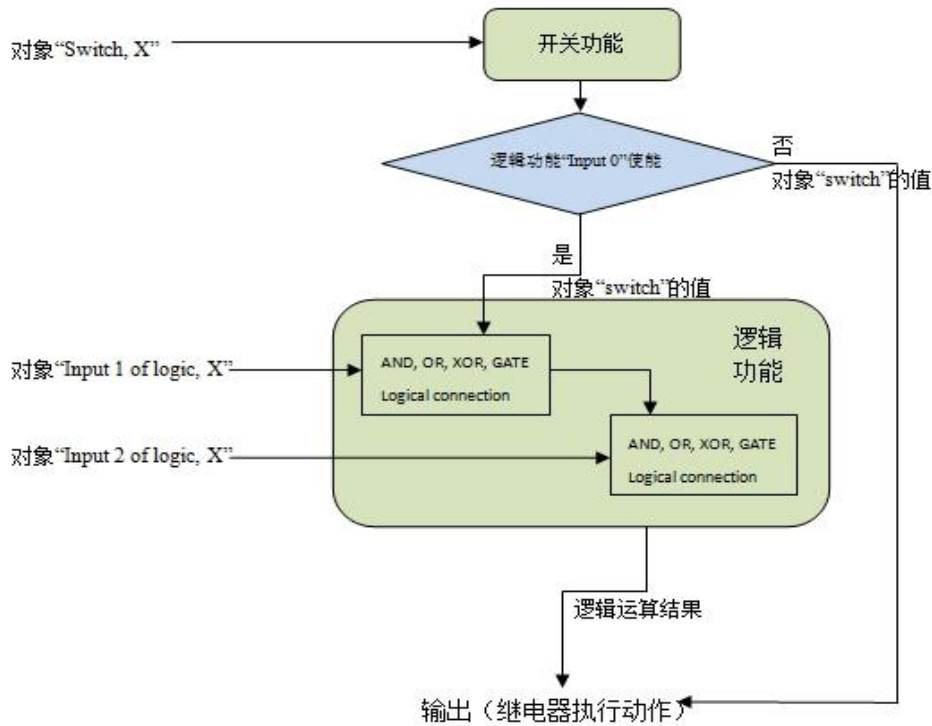 对象“Switch, X”
开关功能
逻辑功能“Input 0”使能
否
对象“switch”的值
是
对象“switch”的值
逻辑
功能
AND, OR, XOR, GATE
Logical connection
对象“Input 1 of logic, X”
AND, OR, XOR, GATE
Logical connection
对象“Input 2 of logic, X”
逻辑运算结果
输出（继电器执行动作）